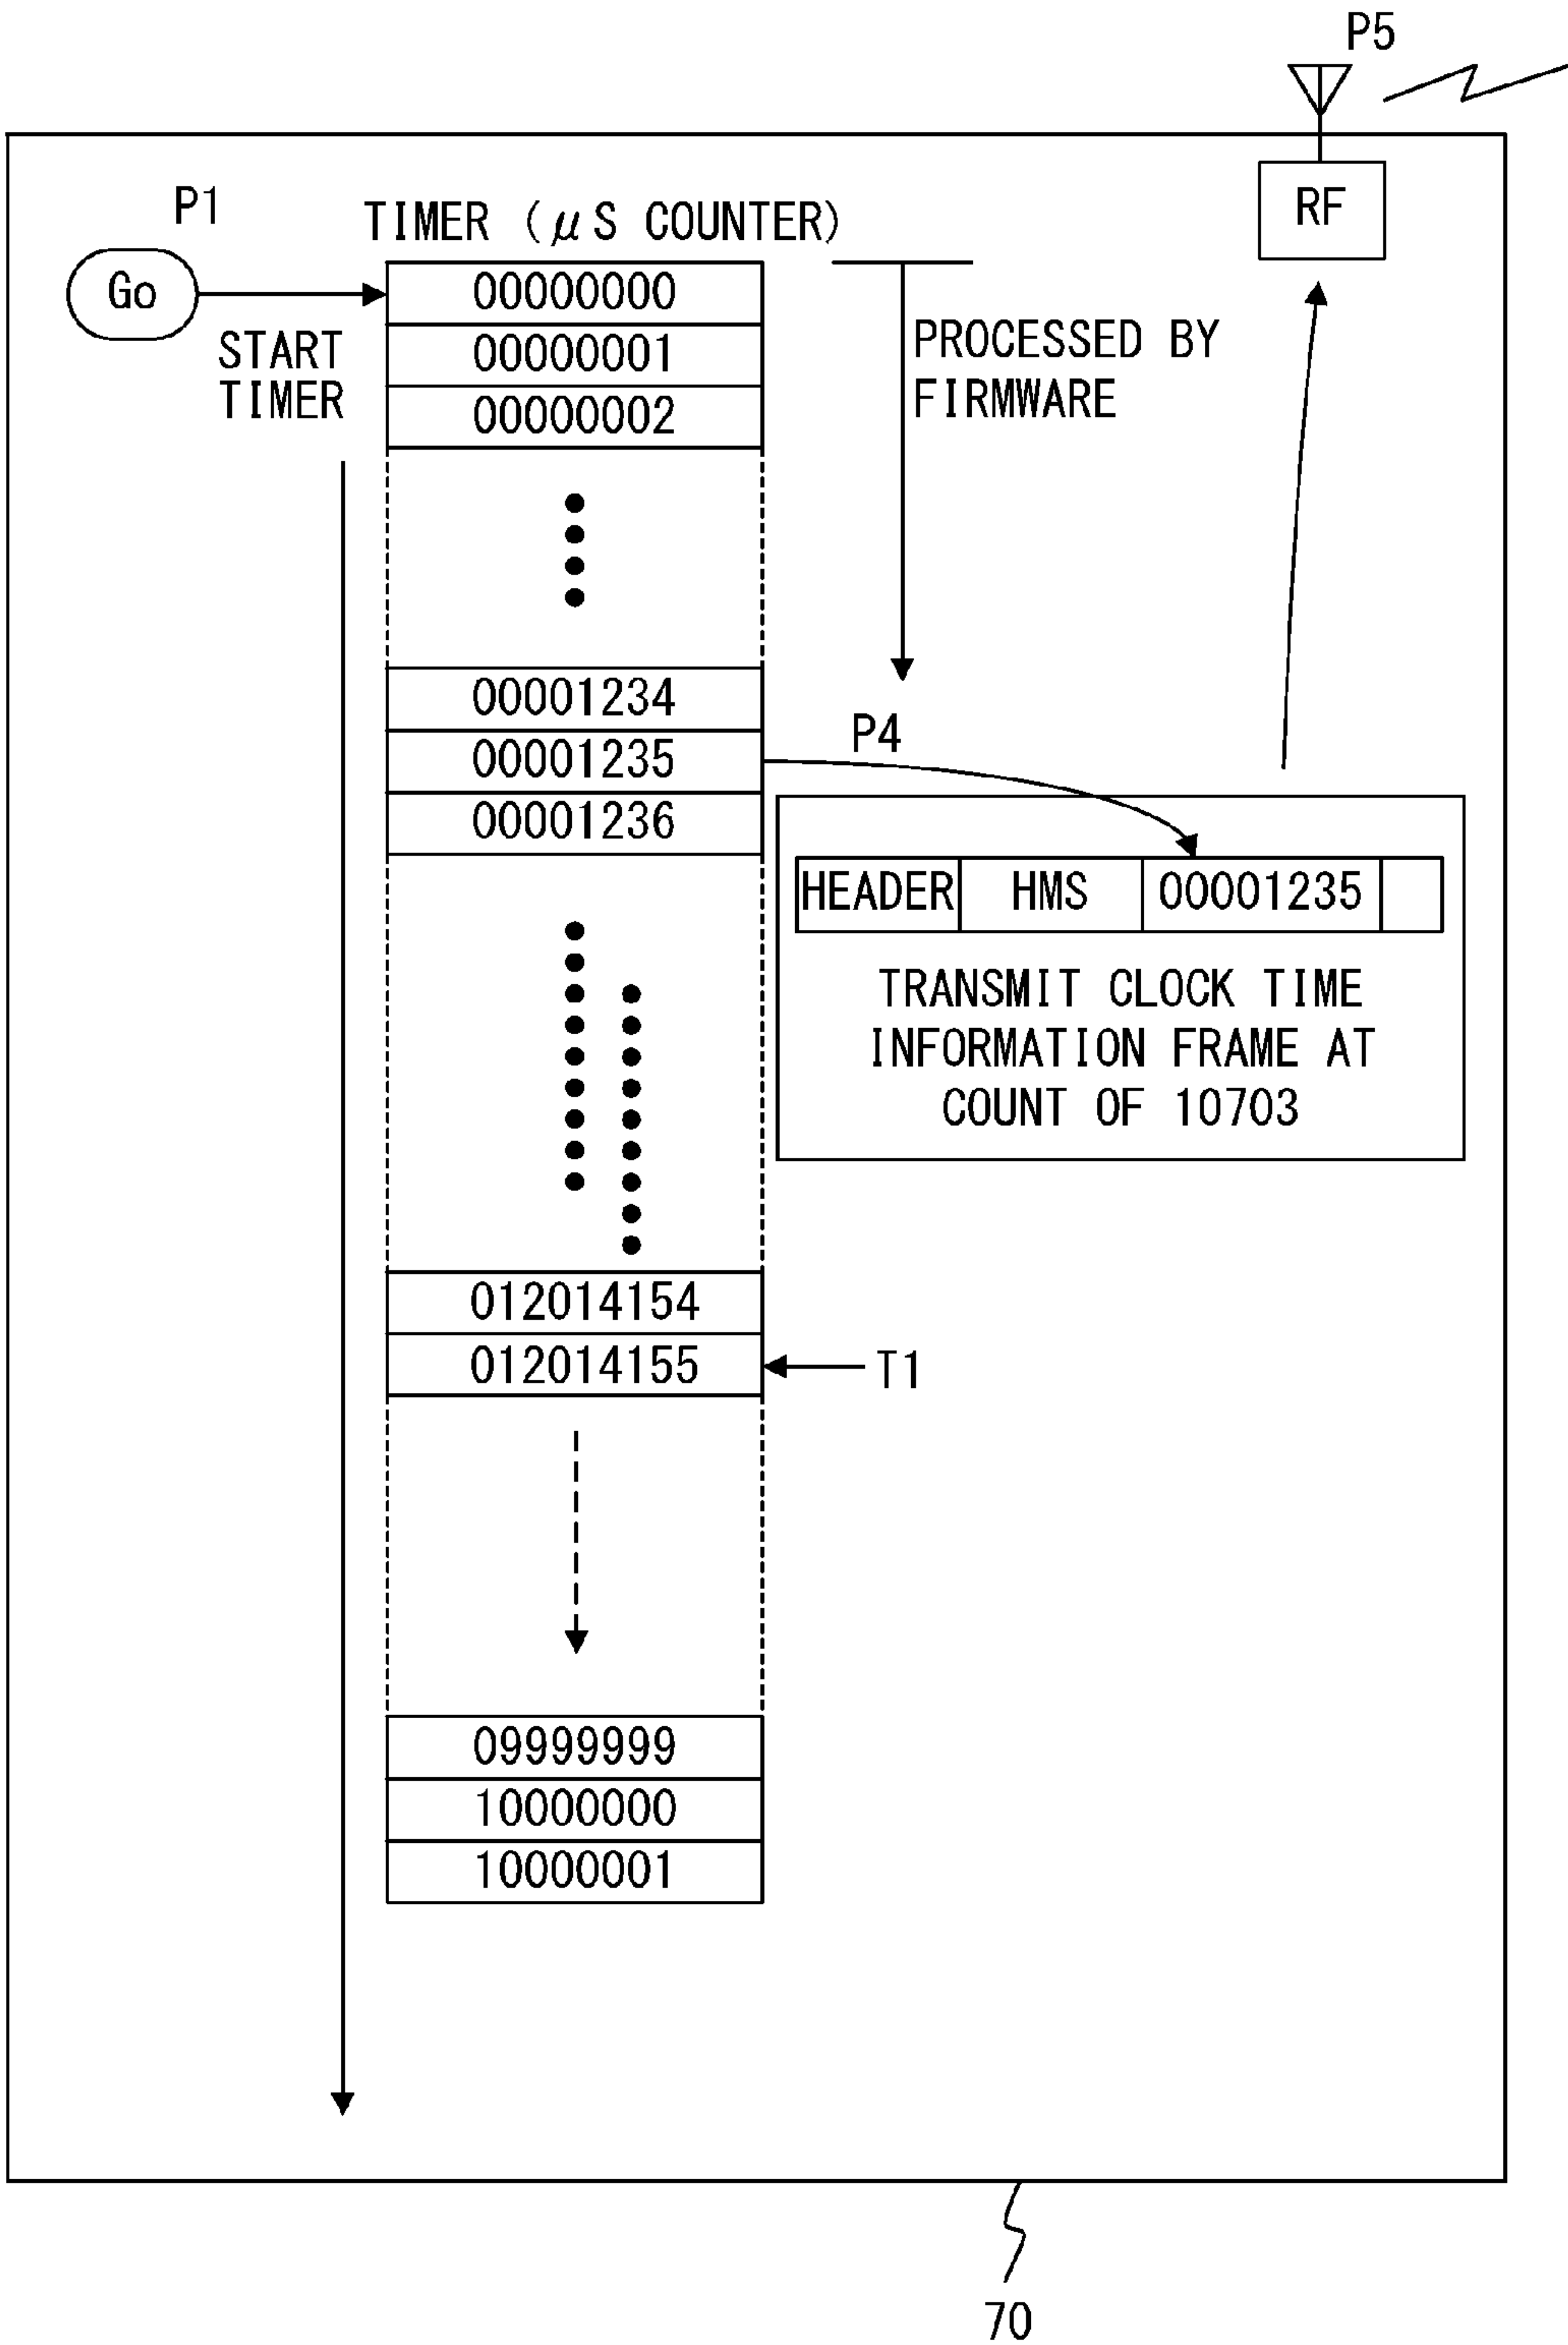 P5
P1
TIMER (μS COUNTER)
RF
Go
START
TIMER
00000000
00000001
00000002
PROCESSED BY
FIRMWARE
00001234
00001235
00001236
P4
HEADER HMS 00001235
TRANSMIT CLOCK TIME
INFORMATION FRAME AT
COUNT OF 10703
012014154
012014155
T1
09999999
10000000
10000001
70